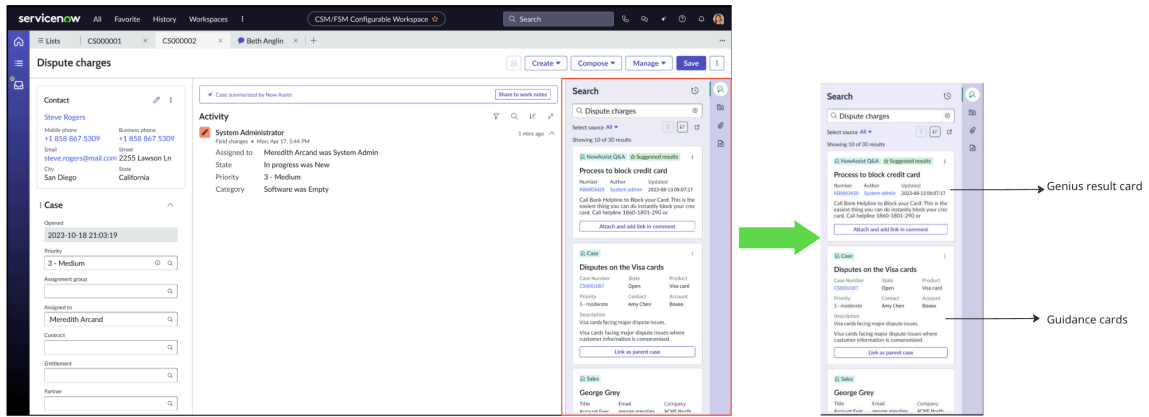 servicenow All Favorite History Workspaces CSM/FSM Configurable Workspace Search
Lists CS0000001 CS0000002 Beth Anglin
Dispute charges Create Compose Manage Save
Contact
Steve Rogers
Mobile phone Business phone
+1 858 867 5309 +1 858 867 5309
Email Street
steve.rogers@mail.com 2255 Lawson Ln
City State
San Diego California
Case
Opened
2023-10-18 21:03:19
Priority
3 - Medium
Assignment group
Assigned to
Meredith Arcand
Contract
Entitlement
Partner
Case summarized by Now Assist Share to work notes
Activity
System Administrator 1 mins ago
Field changes • Mon, Apr 17, 5:44 PM
Assigned to Meredith Arcand was System Admin
State In progress was New
Priority 3 - Medium
Category Software was Empty
Search
Dispute charges
Select source All
Showing 10 of 30 results
NowAssist Q&A Suggested results
Process to block credit card
Number Author Updated
KB0003429 System admin 2023-08-13 09:07:17
Call Bank Helpline to Block your Card: This is the
easiest thing you can do instantly block your crec
card. Call helpline 1860-1801-290 or
Attach and add link in comment
Case
Disputes on the Visa cards
Case Number State Product
CS0001007 Open Visa card
Priority Contact Account
3 - moderate Amy Chen Boxeo
Description
Visa cards facing major dispute issues.
Visa cards facing major dispute issues where
customer information is comoromised.
Link as parent case
Sales
George Grey
Title Email Company
Search
Dispute charges
Select source All
Showing 10 of 30 results
NowAssist Q&A Suggested results
Process to block credit card
Number Author Updated
KB0003429 System admin 2023-08-13 09:07:17
Call Bank Helpline to Block your Card: This is the
easiest thing you can do instantly block your crec
card. Call helpline 1860-1801-290 or
Attach and add link in comment
Case
Disputes on the Visa cards
Case Number State Product
CS0001007 Open Visa card
Priority Contact Account
3 - moderate Amy Chen Boxeo
Description
Visa cards facing major dispute issues.
Visa cards facing major dispute issues where
customer information is comoromised.
Link as parent case
Sales
George Grey
Title Email Company
Genius result card
Guidance cards